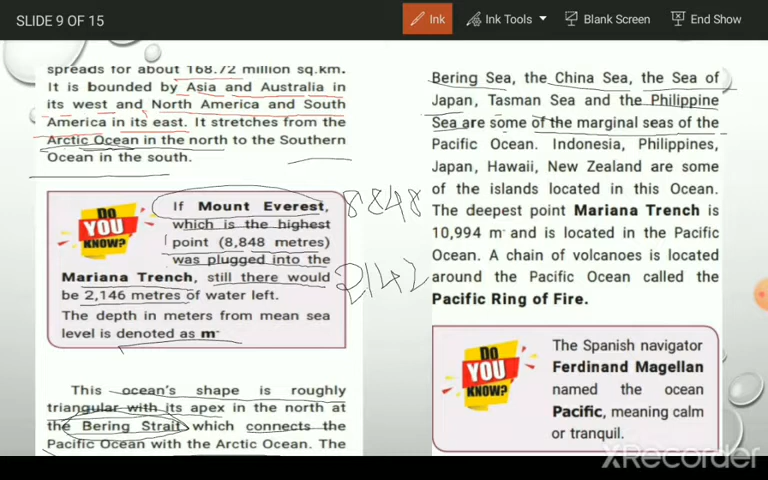 SLIDE 9 OF 15
Ink
Ink Tools
Blank Screen
End Show
spreads for about 168.72 million sq.km.
It is bounded by Asia and Australia in
its west and North America and South
America in its east. It stretches from the
Arctic Ocean in the north to the Southern
Ocean in the south.
DO
YOU
KNOW?
If Mount Everest,
which is the highest
point (8,848 metres)
was plugged into the
Mariana Trench, still there would
be 2,146 metres of water left.
The depth in meters from mean sea
level is denoted as m-
8848
2142
This ocean's shape is roughly
triangular with its apex in the north at
the Bering Strait which connects the
Pacific Ocean with the Arctic Ocean. The
Bering Sea, the China Sea, the Sea of
Japan, Tasman Sea and the Philippine
Sea are some of the marginal seas of the
Pacific Ocean. Indonesia, Philippines,
Japan, Hawaii, New Zealand are some
of the islands located in this Ocean.
The deepest point Mariana Trench is
10,994 m- and is located in the Pacific
Ocean. A chain of volcanoes is located
around the Pacific Ocean called the
Pacific Ring of Fire.
DO
YOU
KNOW?
The Spanish navigator
Ferdinand Magellan
named the ocean
Pacific, meaning calm
or tranquil.
XRecorder